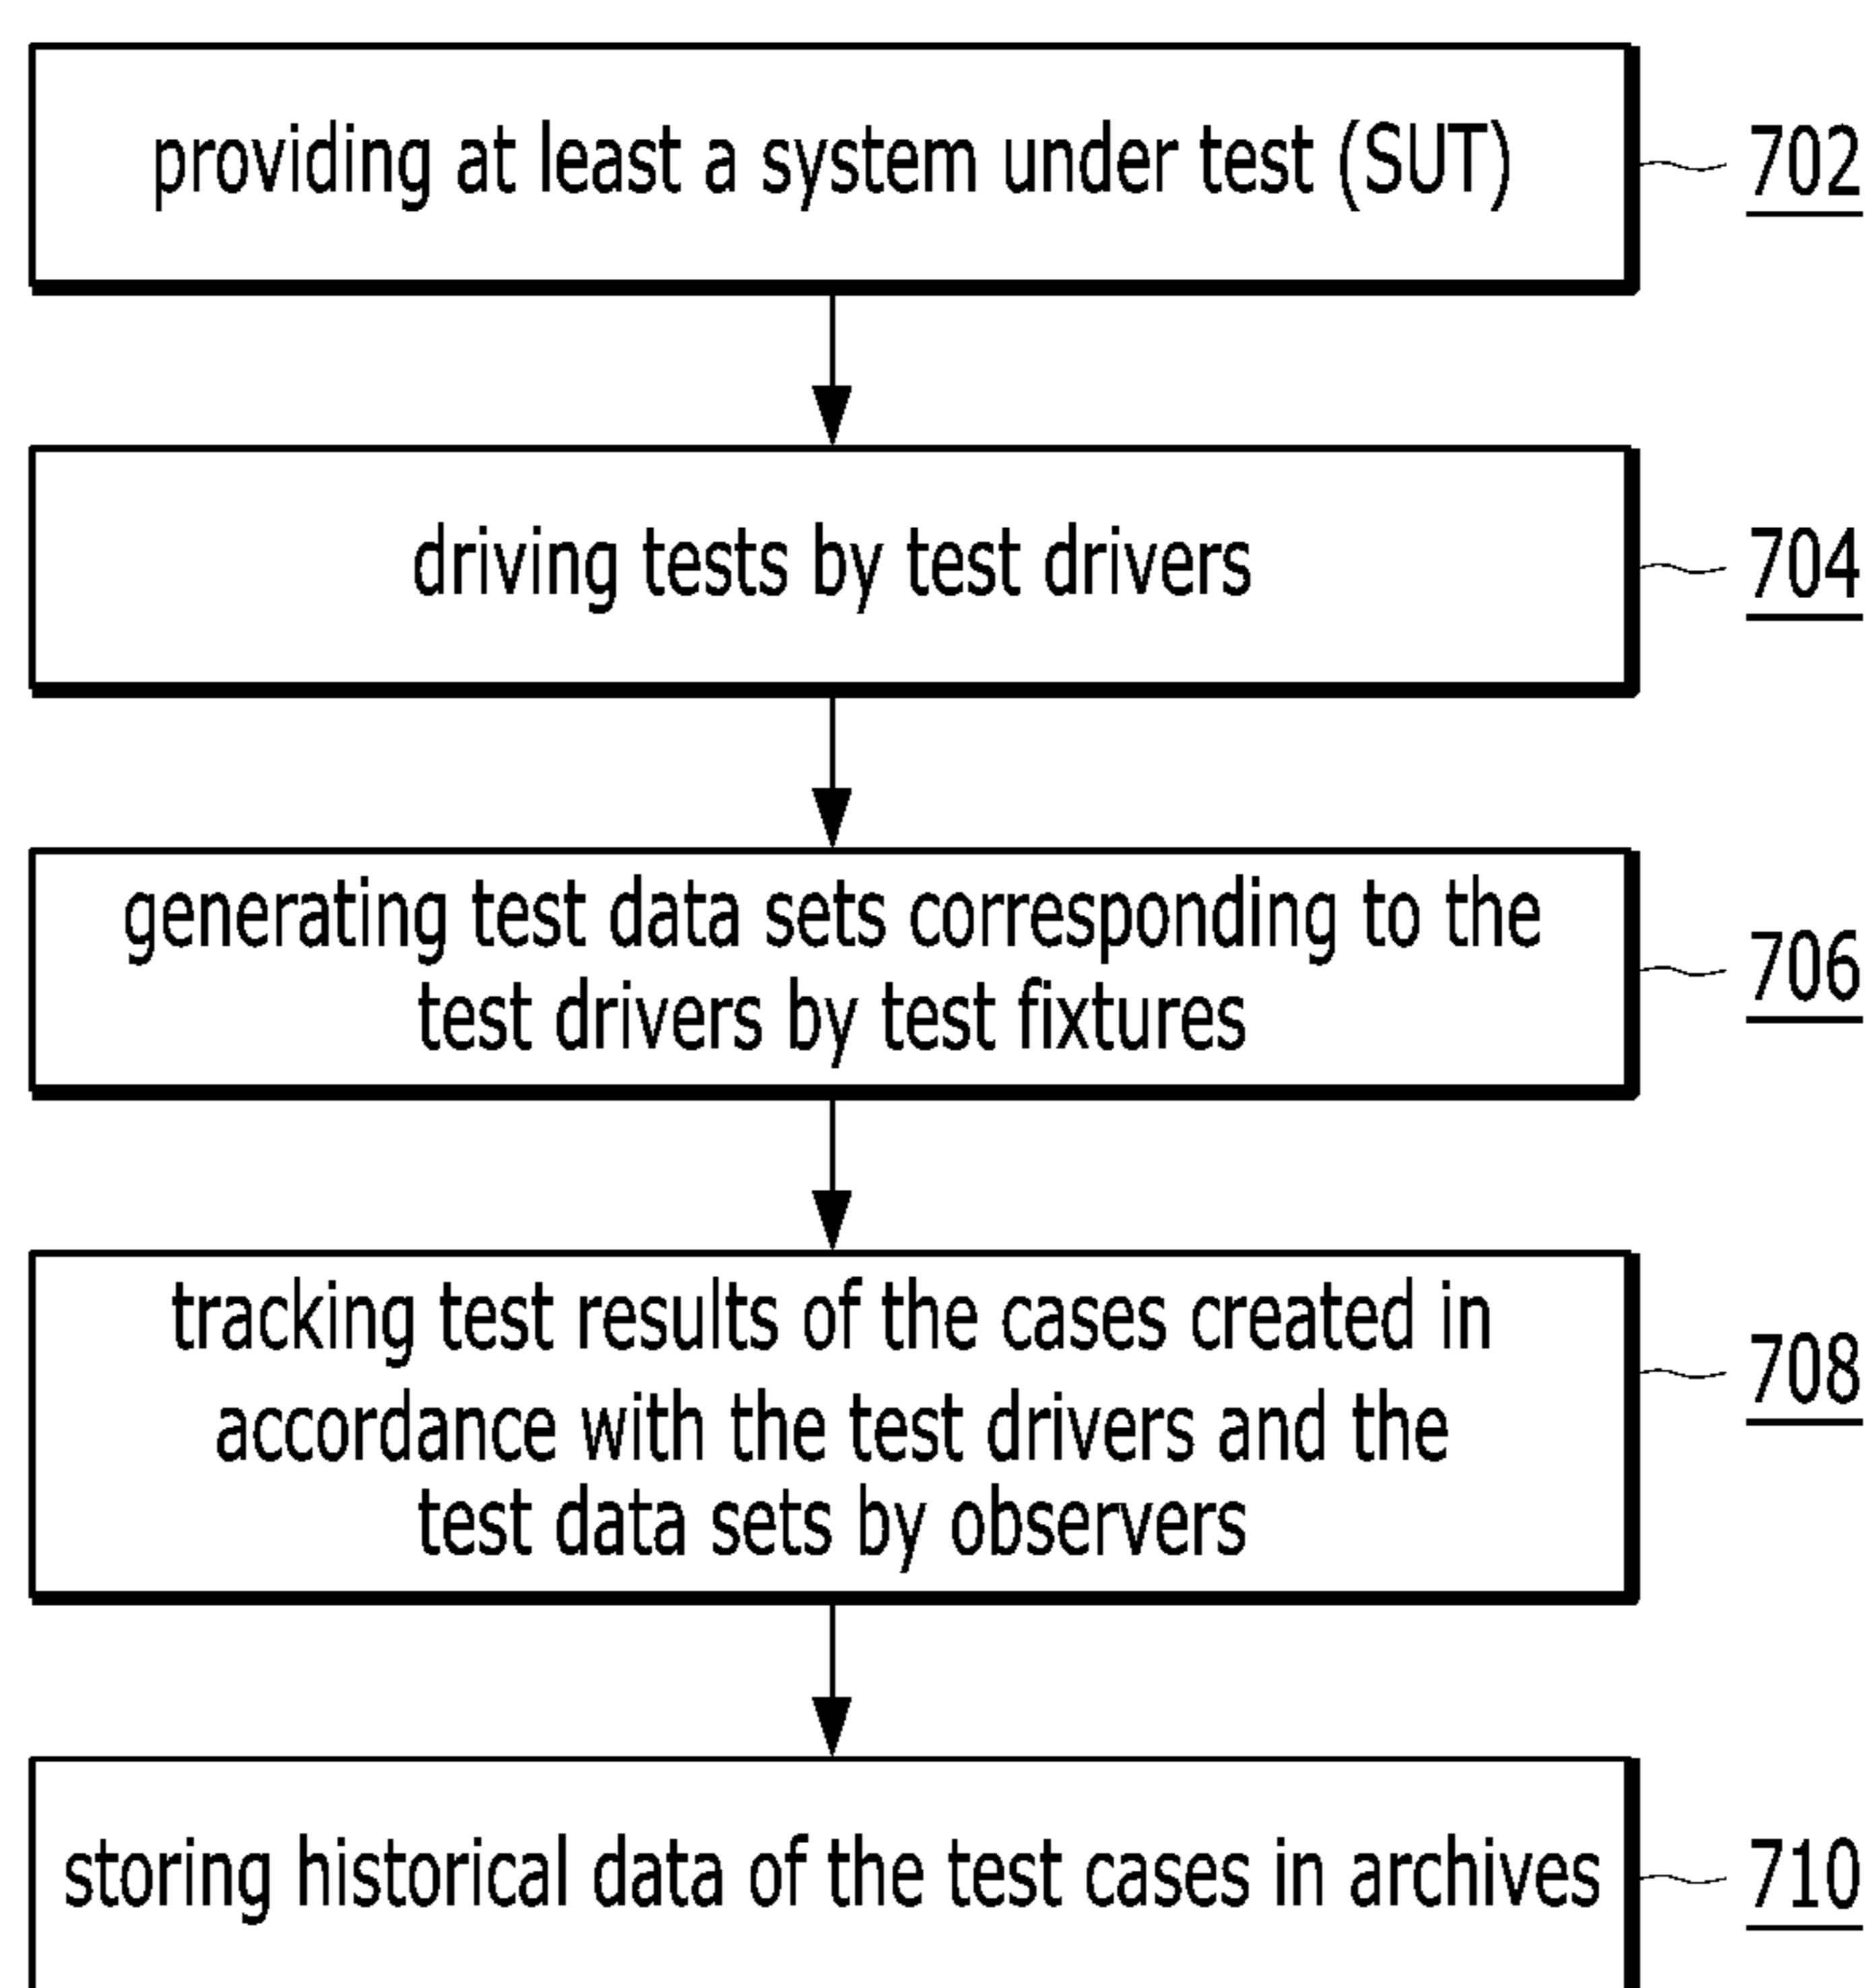 providing at least a system under test (SUT)
702
driving tests by test drivers
704
generating test data sets corresponding to the
test drivers by test fixtures
706
tracking test results of the cases created in
accordance with the test drivers and the
test data sets by observers
708
storing historical data of the test cases in archives
710